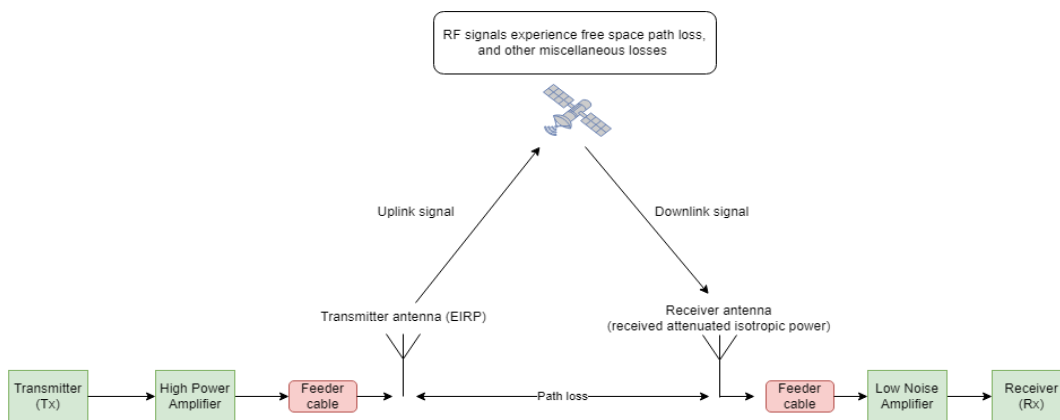 RF signals experience free space path loss,
and other miscellaneous losses
Uplink signal
Downlink signal
Transmitter antenna (EIRP)
Receiver antenna
(received attenuated isotropic power)
Transmitter
(Tx)
High Power
Amplifier
Feeder
cable
Path loss
Feeder
cable
Low Noise
Amplifier
Receiver
(Rx)